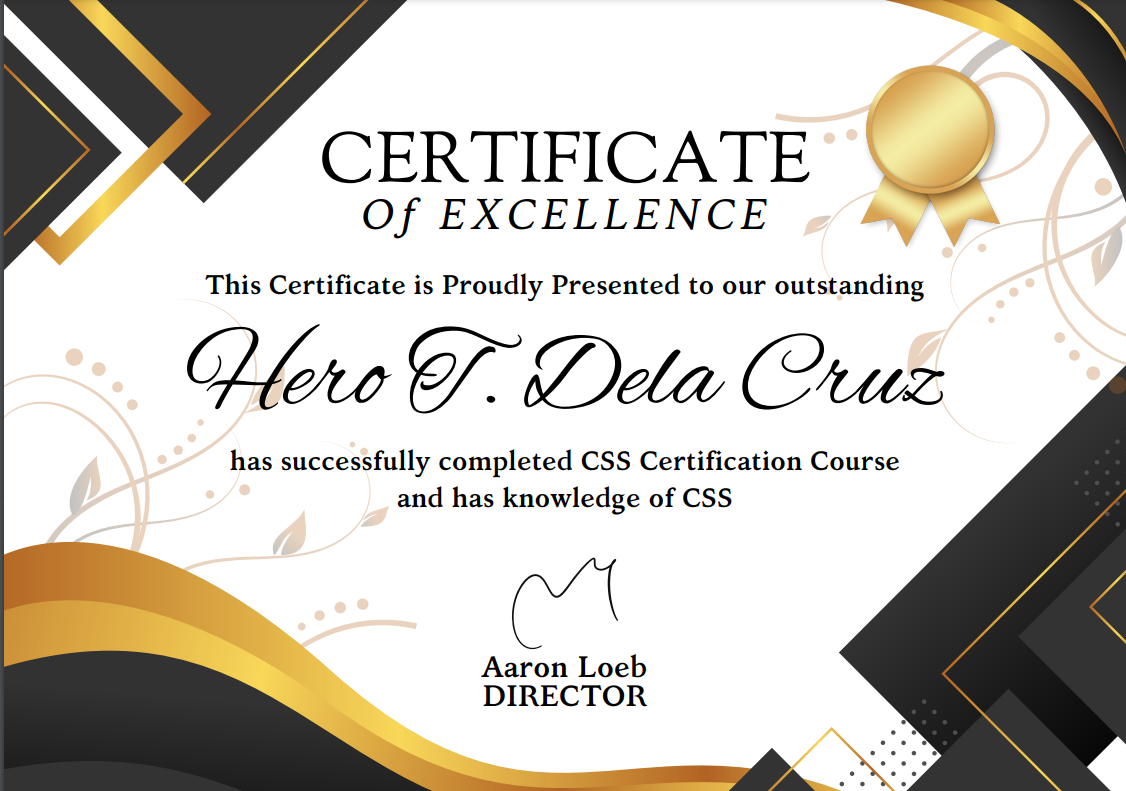 CERTIFICATE
Of EXCELLENCE
This Certificate is Proudly Presented to our outstanding
Hero T. Dela Cruz
has successfully completed CSS Certification Course
and has knowledge of CSS
Aaron Loeb
DIRECTOR